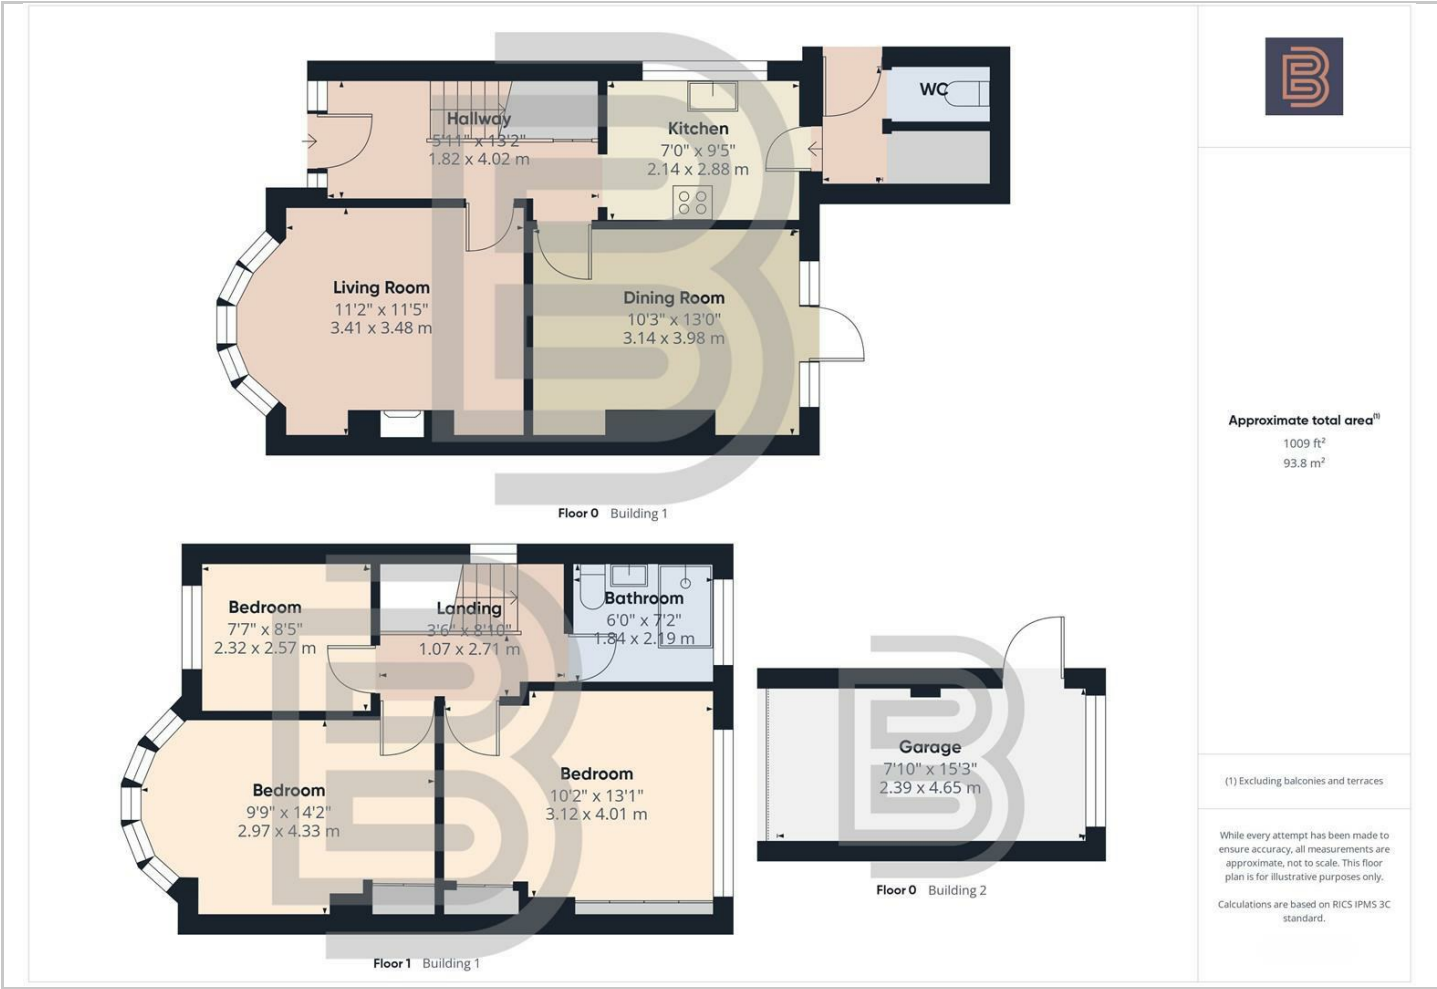 Hallway
5'11" x 13'2"
1.82 x 4.02 m
Kitchen
7'0" x 9'5"
2.14 x 2.88 m
WC
Living Room
11'2" x 11'5"
3.41 x 3.48 m
Dining Room
10'3" x 13'0"
3.14 x 3.98 m
Floor 0 Building 1
Bedroom
7'7" x 8'5"
2.32 x 2.57 m
Landing
3'6" x 8'10"
1.07 x 2.71 m
Bathroom
6'0" x 7'2"
1.84 x 2.19 m
Bedroom
9'9" x 14'2"
2.97 x 4.33 m
Bedroom
10'2" x 13'1"
3.12 x 4.01 m
Floor 1 Building 1
Garage
7'10" x 15'3"
2.39 x 4.65 m
Floor 0 Building 2
B
Approximate total area(1)
1009 ft²
93.8 m²
(1) Excluding balconies and terraces
While every attempt has been made to
ensure accuracy, all measurements are
approximate, not to scale. This floor
plan is for illustrative purposes only.
Calculations are based on RICS IPMS 3C
standard.